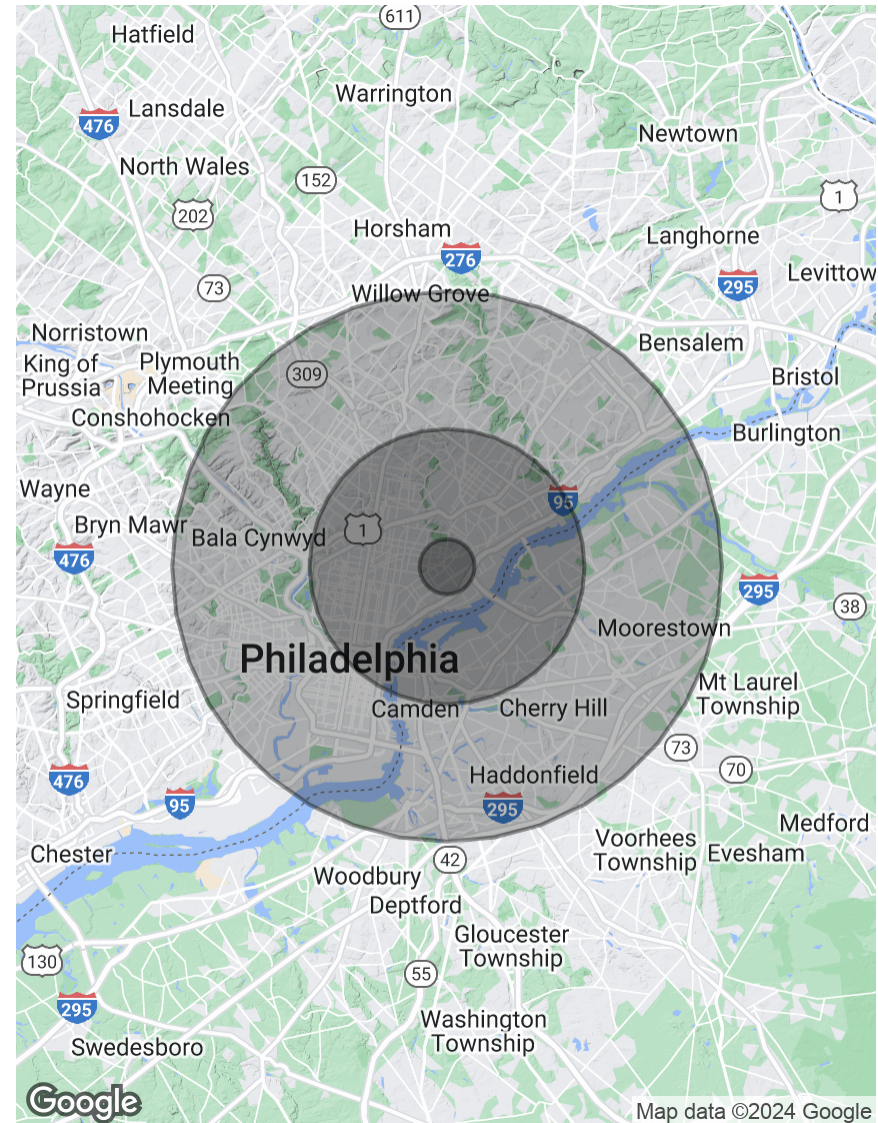 611
Hatfield
Warrington
Lansdale
476
Newtown
North Wales
152
1
202
Horsham
Langhorne
276
Levittow
295
73
Willow Grove
Norristown
Bensalem
King of
Prussia
Plymouth
Meeting
309
Bristol
Conshohocken
Burlington
Wayne
95
Bryn Mawr
1
Bala Cynwyd
476
295
38
Moorestown
Philadelphia
Mt Laurel
Township
Springfield
Camden
Cherry Hill
73
70
476
Haddonfield
95
295
Medford
Voorhees
Township
Evesham
Chester
42
Woodbury
Deptford
Gloucester
Township
130
55
295
Washington
Township
Swedesboro
Google
Map data ©2024 Google